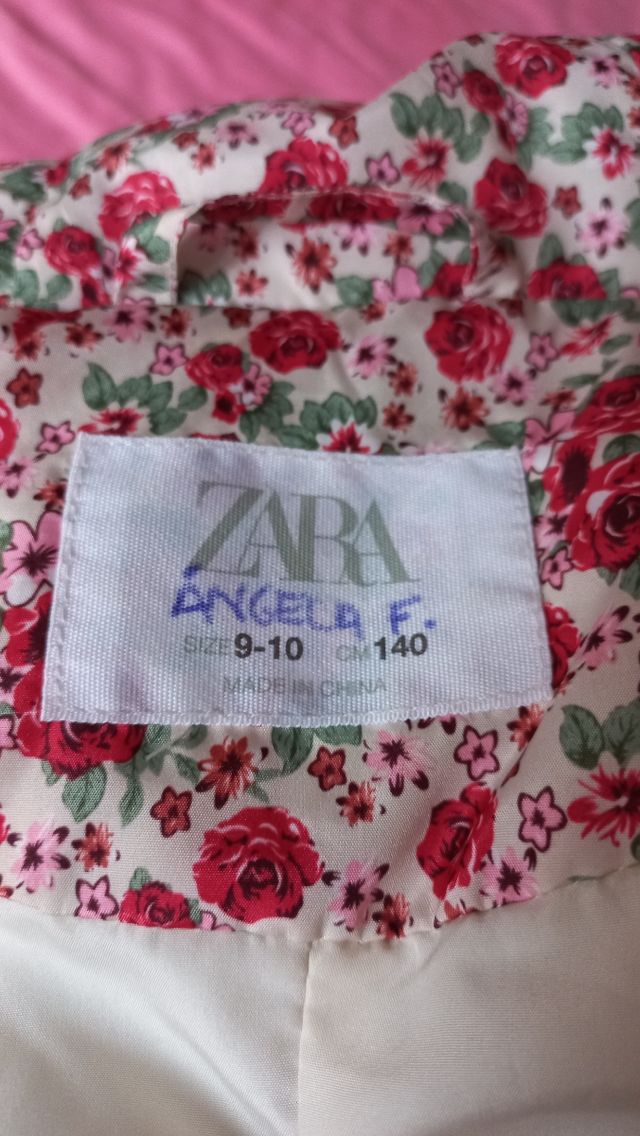 ZARA
ÁNGELA F.
SIZE 9-10 CM 140
MADE IN CHINA